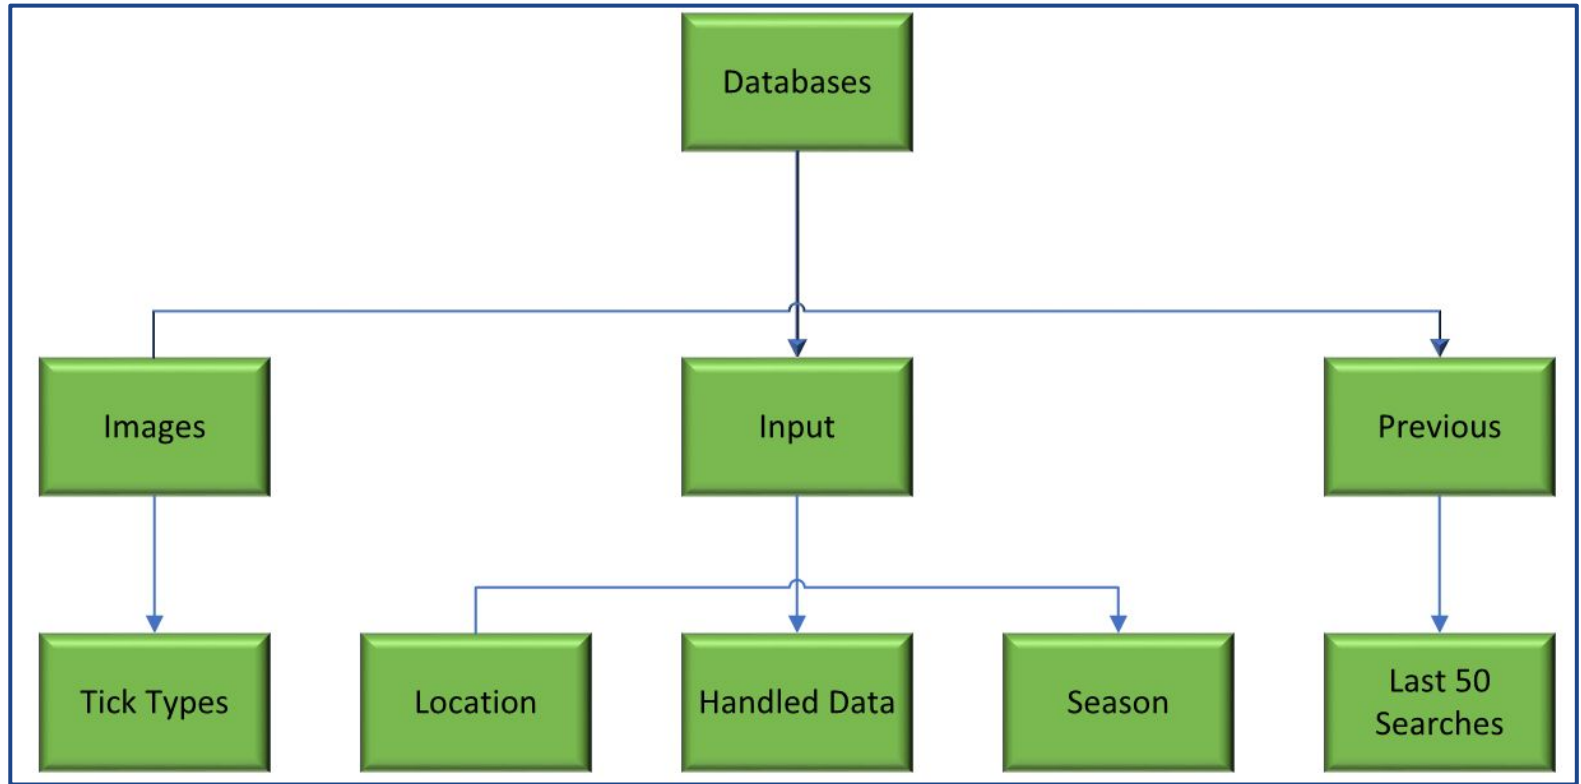 Databases
Images
Input
Previous
Tick Types
Location
Handled Data
Season
Last 50
Searches